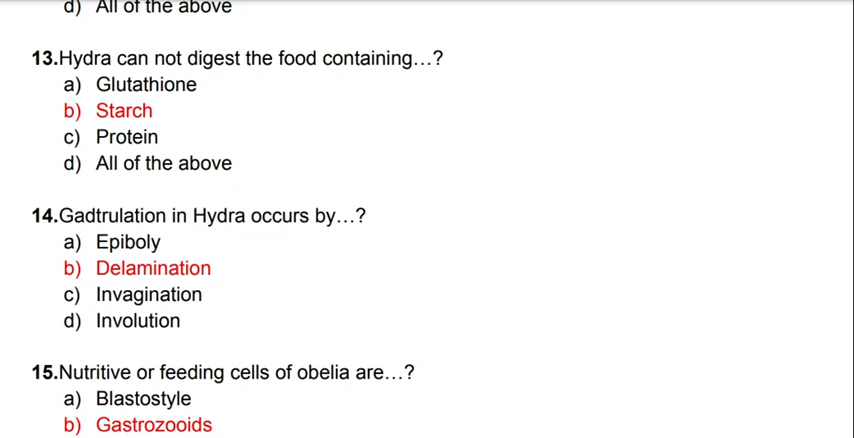 d) All of the above
13.Hydra can not digest the food containing…?
a) Glutathione
b) Starch
c) Protein
d) All of the above
14.Gadtrulation in Hydra occurs by…?
a) Epiboly
b) Delamination
c) Invagination
d) Involution
15.Nutritive or feeding cells of obelia are…?
a) Blastostyle
b) Gastrozooids